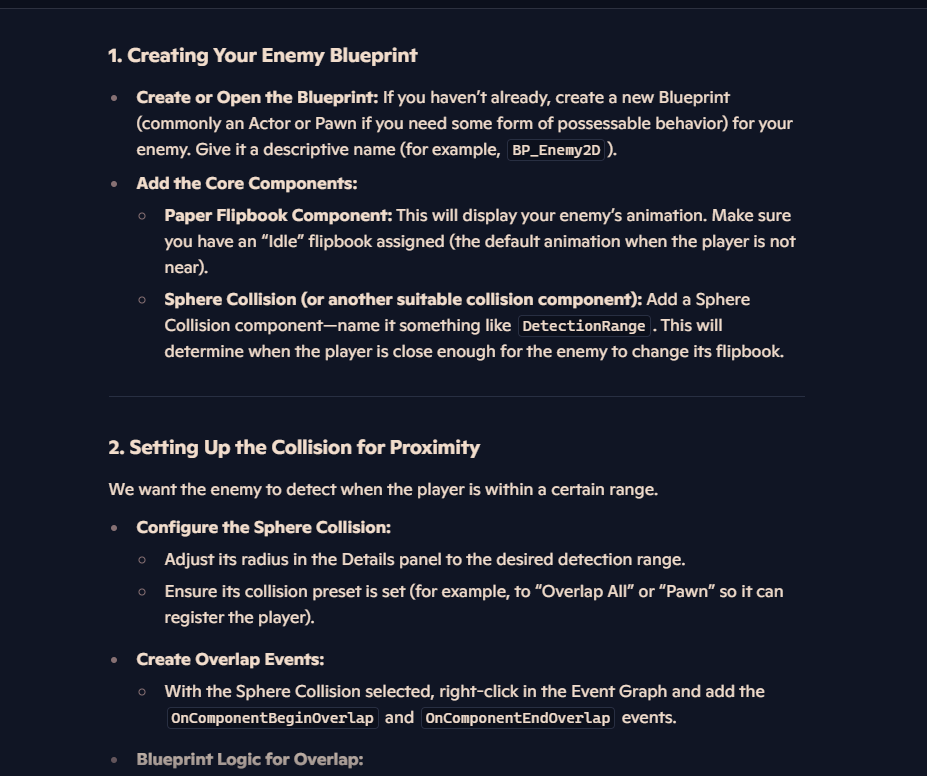 1. Creating Your Enemy Blueprint
Create or Open the Blueprint: If you haven’t already, create a new Blueprint
(commonly an Actor or Pawn if you need some form of possessable behavior) for your
enemy. Give it a descriptive name (for example, BP_Enemy2D ).
Add the Core Components:
Paper Flipbook Component: This will display your enemy’s animation. Make sure
you have an “Idle” flipbook assigned (the default animation when the player is not
near).
Sphere Collision (or another suitable collision component): Add a Sphere
Collision component—name it something like DetectionRange . This will
determine when the player is close enough for the enemy to change its flipbook.
2. Setting Up the Collision for Proximity
We want the enemy to detect when the player is within a certain range.
Configure the Sphere Collision:
Adjust its radius in the Details panel to the desired detection range.
Ensure its collision preset is set (for example, to “Overlap All” or “Pawn” so it can
register the player).
Create Overlap Events:
With the Sphere Collision selected, right-click in the Event Graph and add the
OnComponentBeginOverlap and OnComponentEndOverlap events.
Blueprint Logic for Overlap: